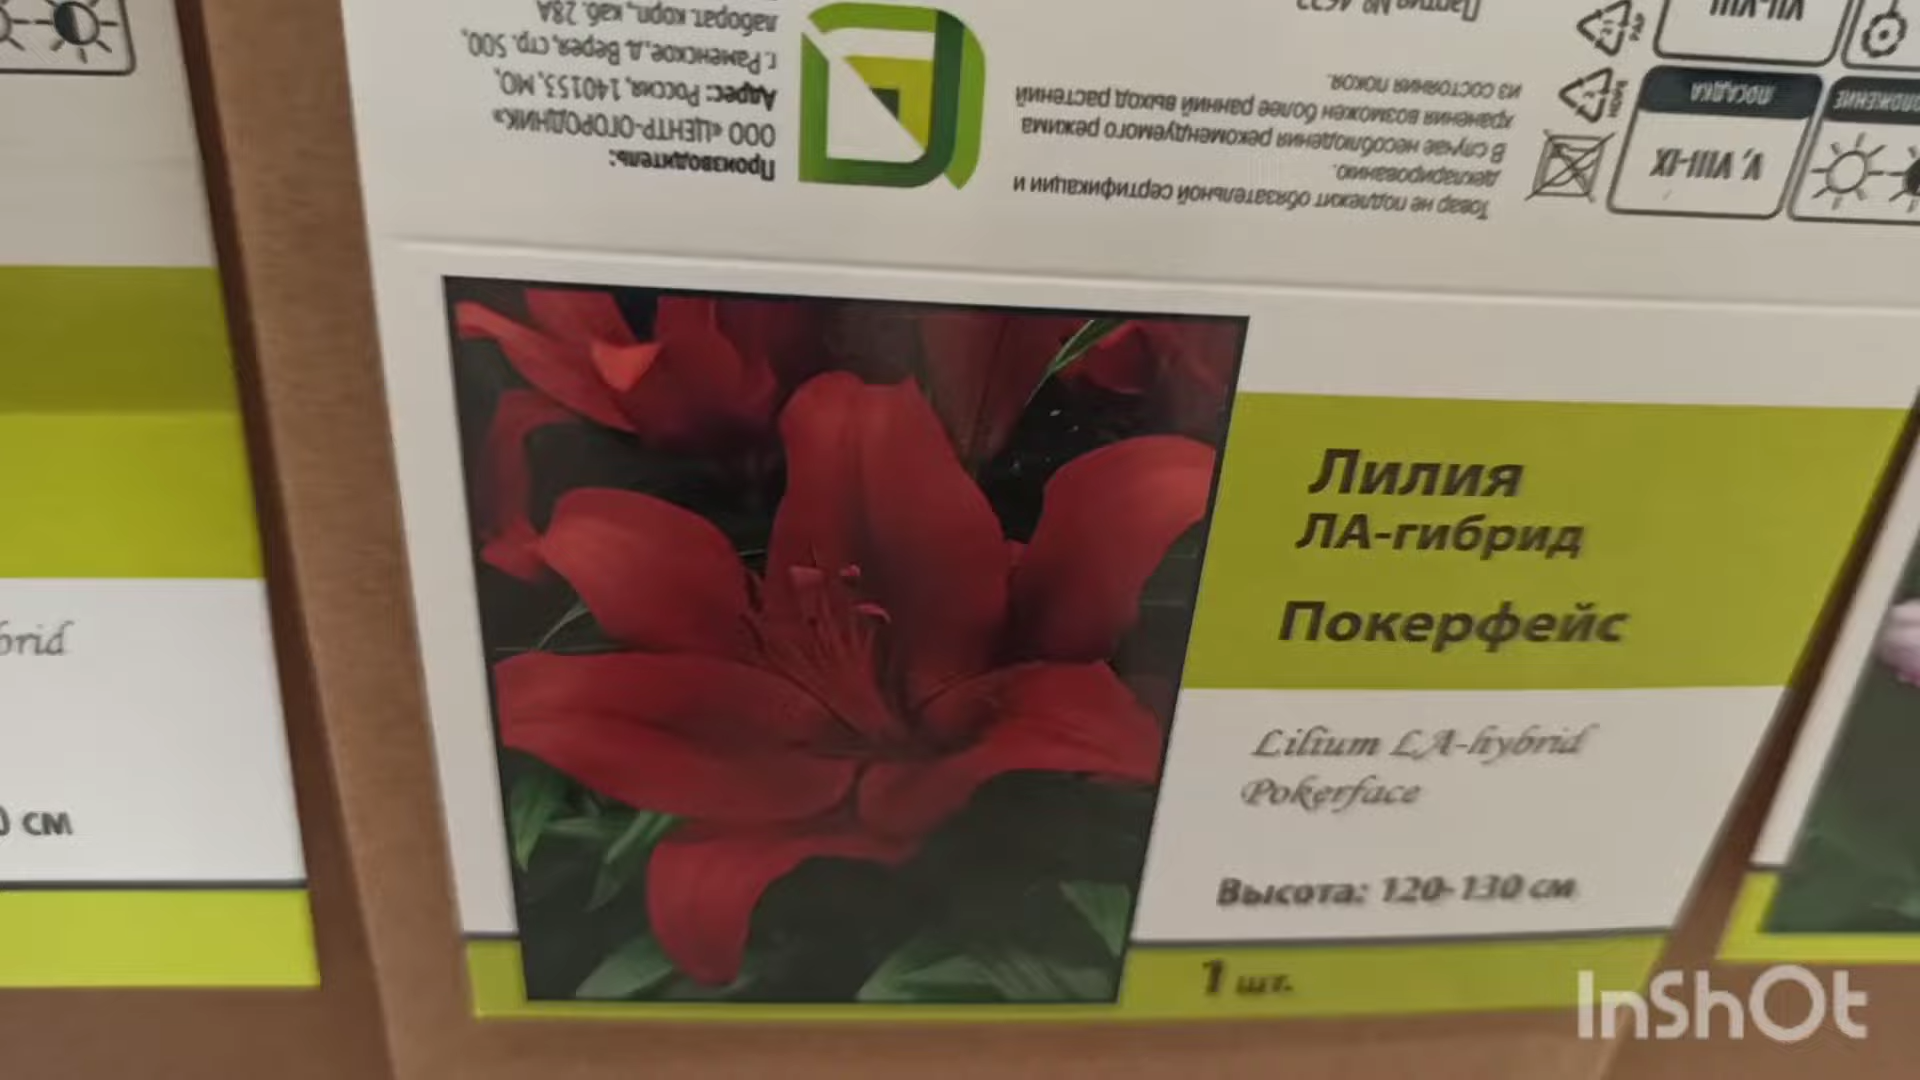 Производитель:
ООО «ЦЕНТР-ОГОРОДНИК»
Адрес: Россия, 140153, МО,
г. Раменское, д. Верея, стр. 500,
лаборат. корп., каб. 28А
Товар не подлежит обязательной сертификации и
декларированию.
В случае несоблюдения рекомендуемого режима
хранения возможен более ранний выход растений
из состояния покоя.
Партия №
ПОСАДКА
V, VIII-IX
VII-VIII
PAP
Лилия
ЛА-гибрид
Покерфейс
Lilium LA-hybrid
Pokerface
Высота: 120-130 см
1 шт.
brid
0 см
InShOt